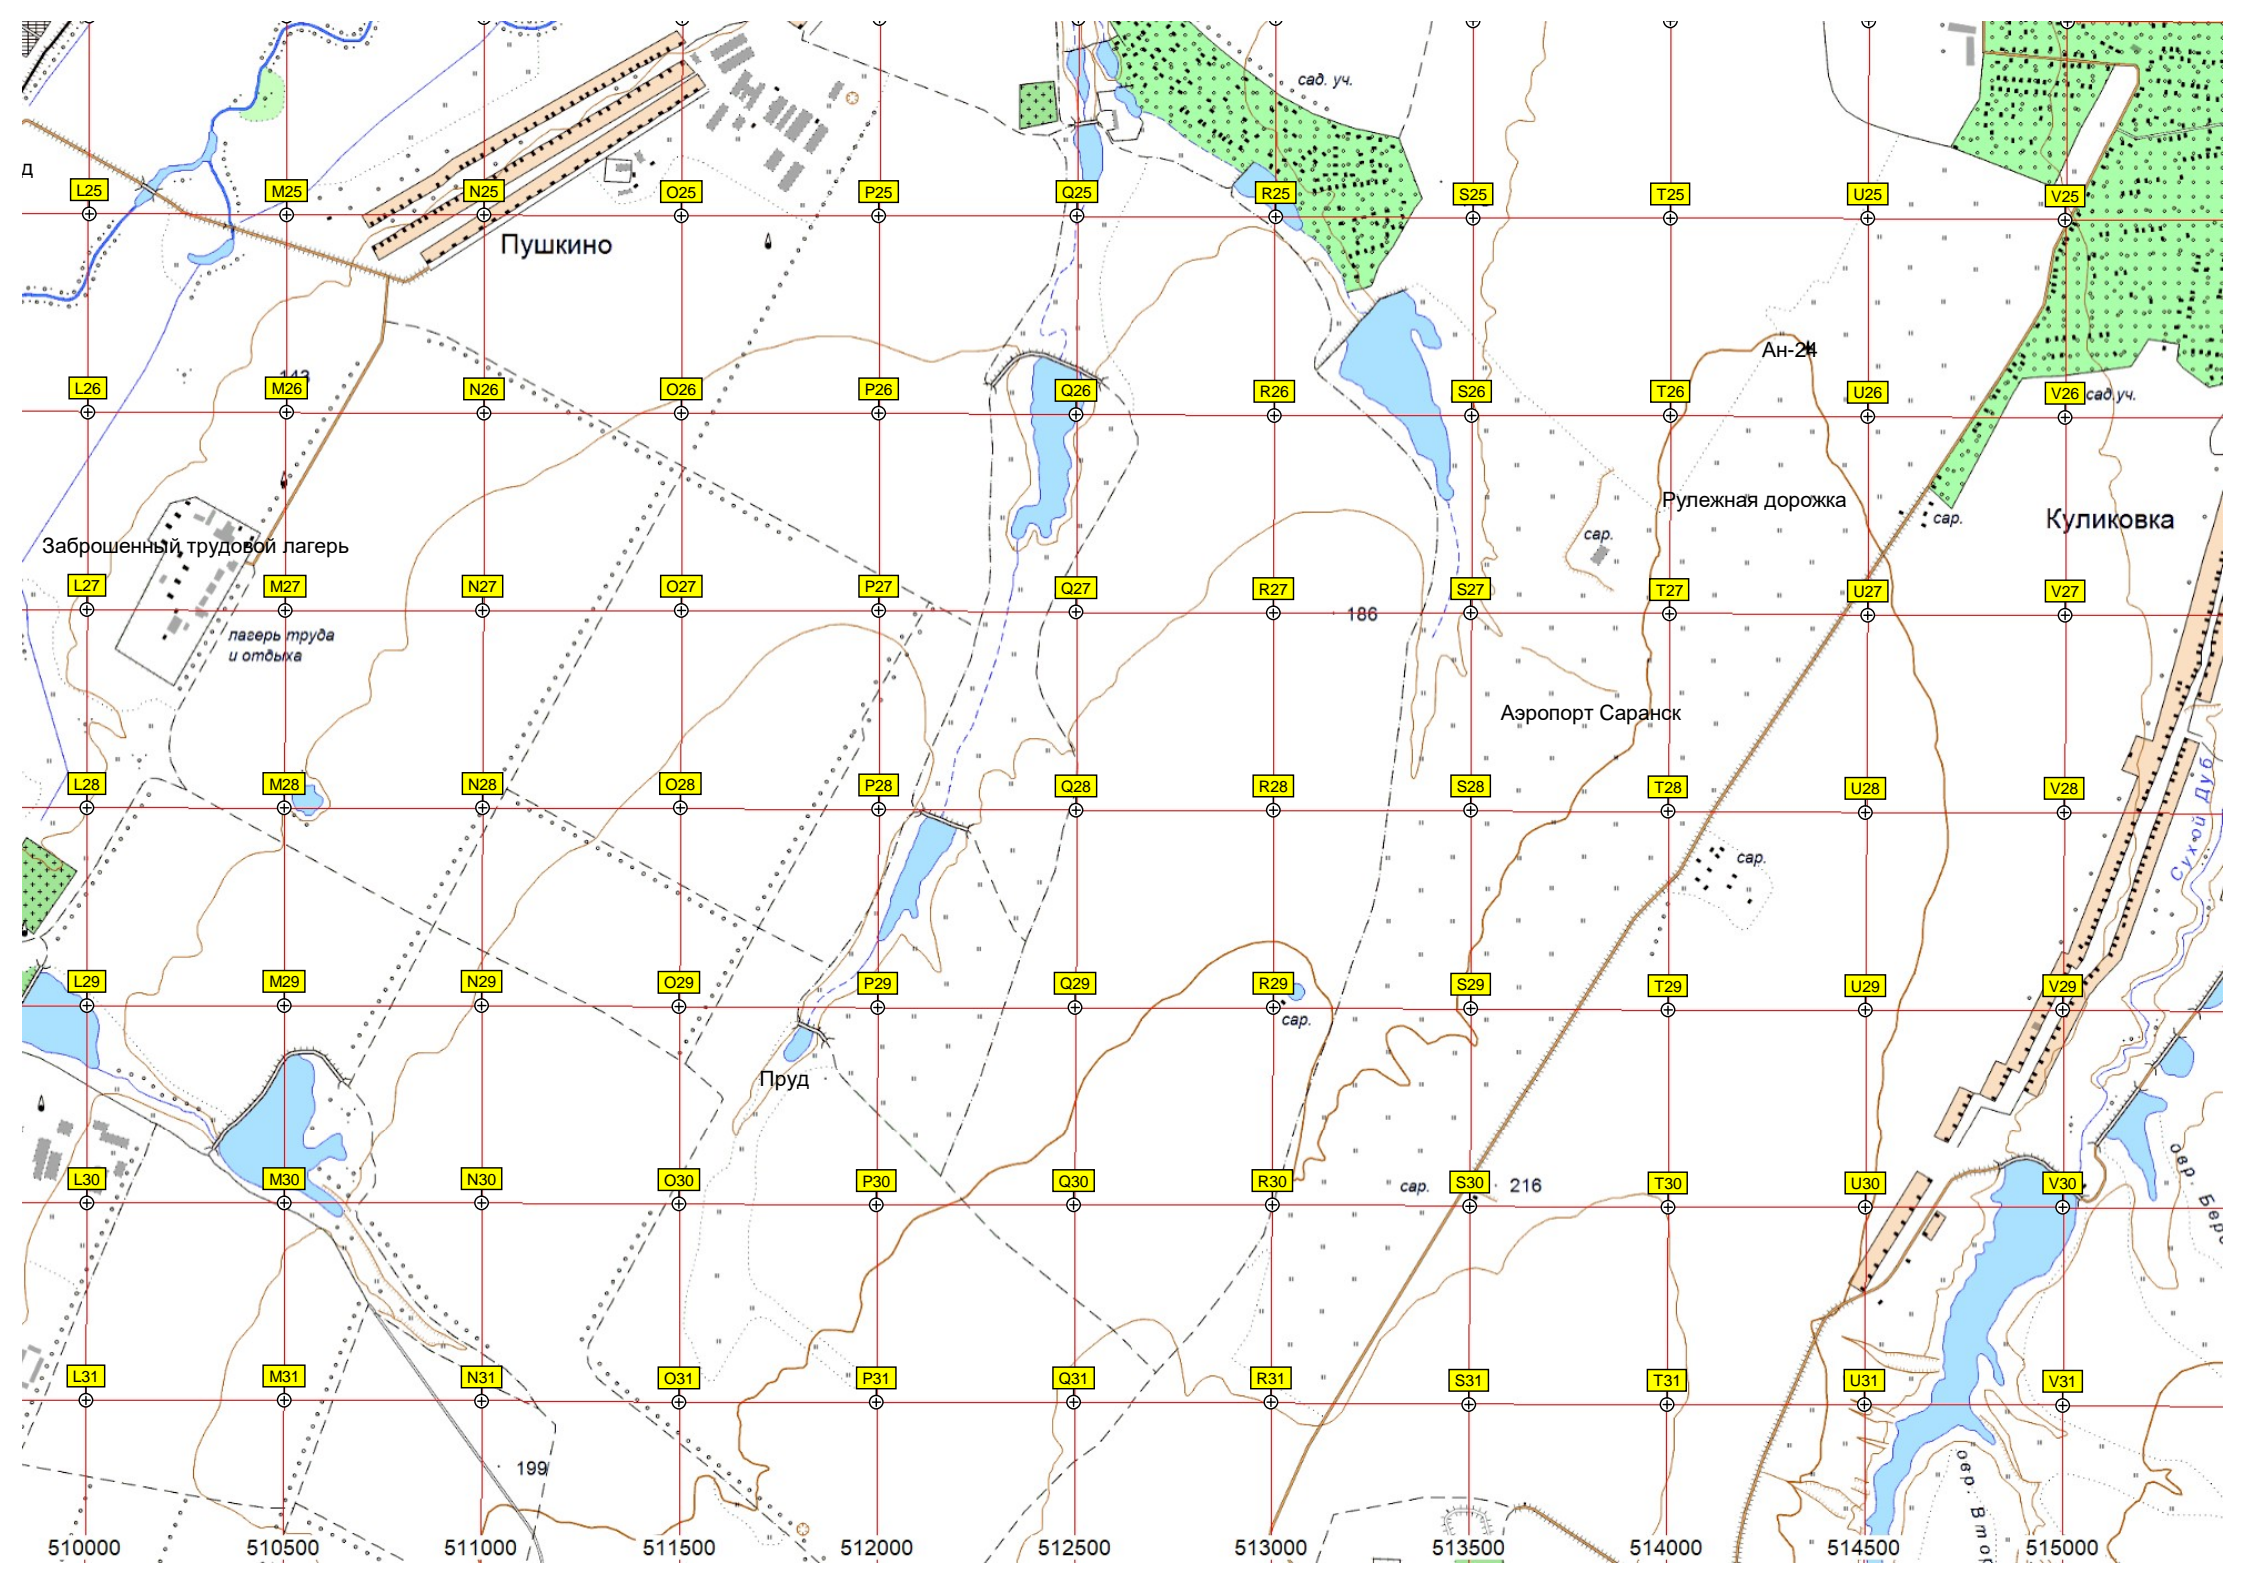 сад. уч.
д
L25 M25 N25 O25 P25 Q25 R25 S25 T25 U25 V25
Пушкино
Ан-24
143
L26 M26 N26 O26 P26 Q26 R26 S26 T26 U26 V26
сад.уч.
Рулежная дорожка
сар.
Куликовка
сар.
Заброшенный трудовой лагерь
L27 M27 N27 O27 P27 Q27 R27 S27 T27 U27 V27
186
лагерь труда
и отдыха
Аэропорт Саранск
L28 M28 N28 O28 P28 Q28 R28 S28 T28 U28 V28
Сухой Дуб
сар.
L29 M29 N29 O29 P29 Q29 R29 S29 T29 U29 V29
сар.
Пруд
L30 M30 N30 O30 P30 Q30 R30 S30 T30 U30 V30
сар.
216
овр. Бер
L31 M31 N31 O31 P31 Q31 R31 S31 T31 U31 V31
199
овр. Втор
510000 510500 511000 511500 512000 512500 513000 513500 514000 514500 515000